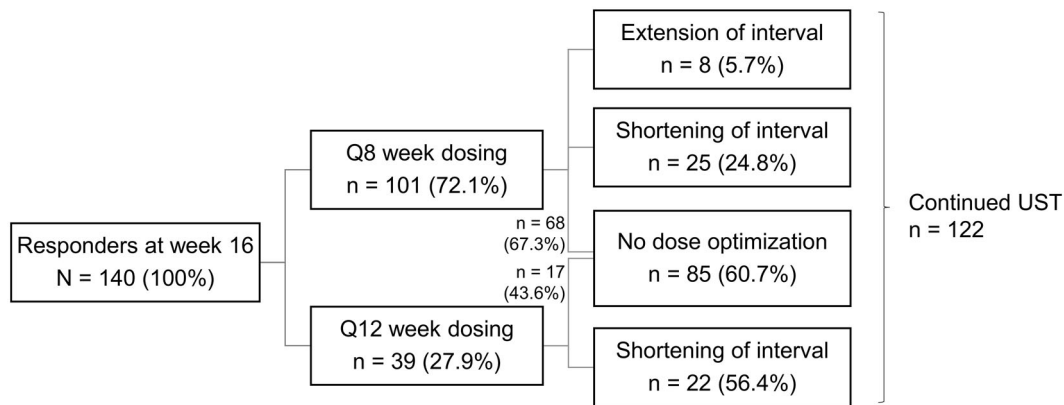 Responders at week 16
N = 140 (100%)
Q8 week dosing
n = 101 (72.1%)
Q12 week dosing
n = 39 (27.9%)
n = 68
(67.3%)
n = 17
(43.6%)
Extension of interval
n = 8 (5.7%)
Shortening of interval
n = 25 (24.8%)
No dose optimization
n = 85 (60.7%)
Shortening of interval
n = 22 (56.4%)
Continued UST
n = 122